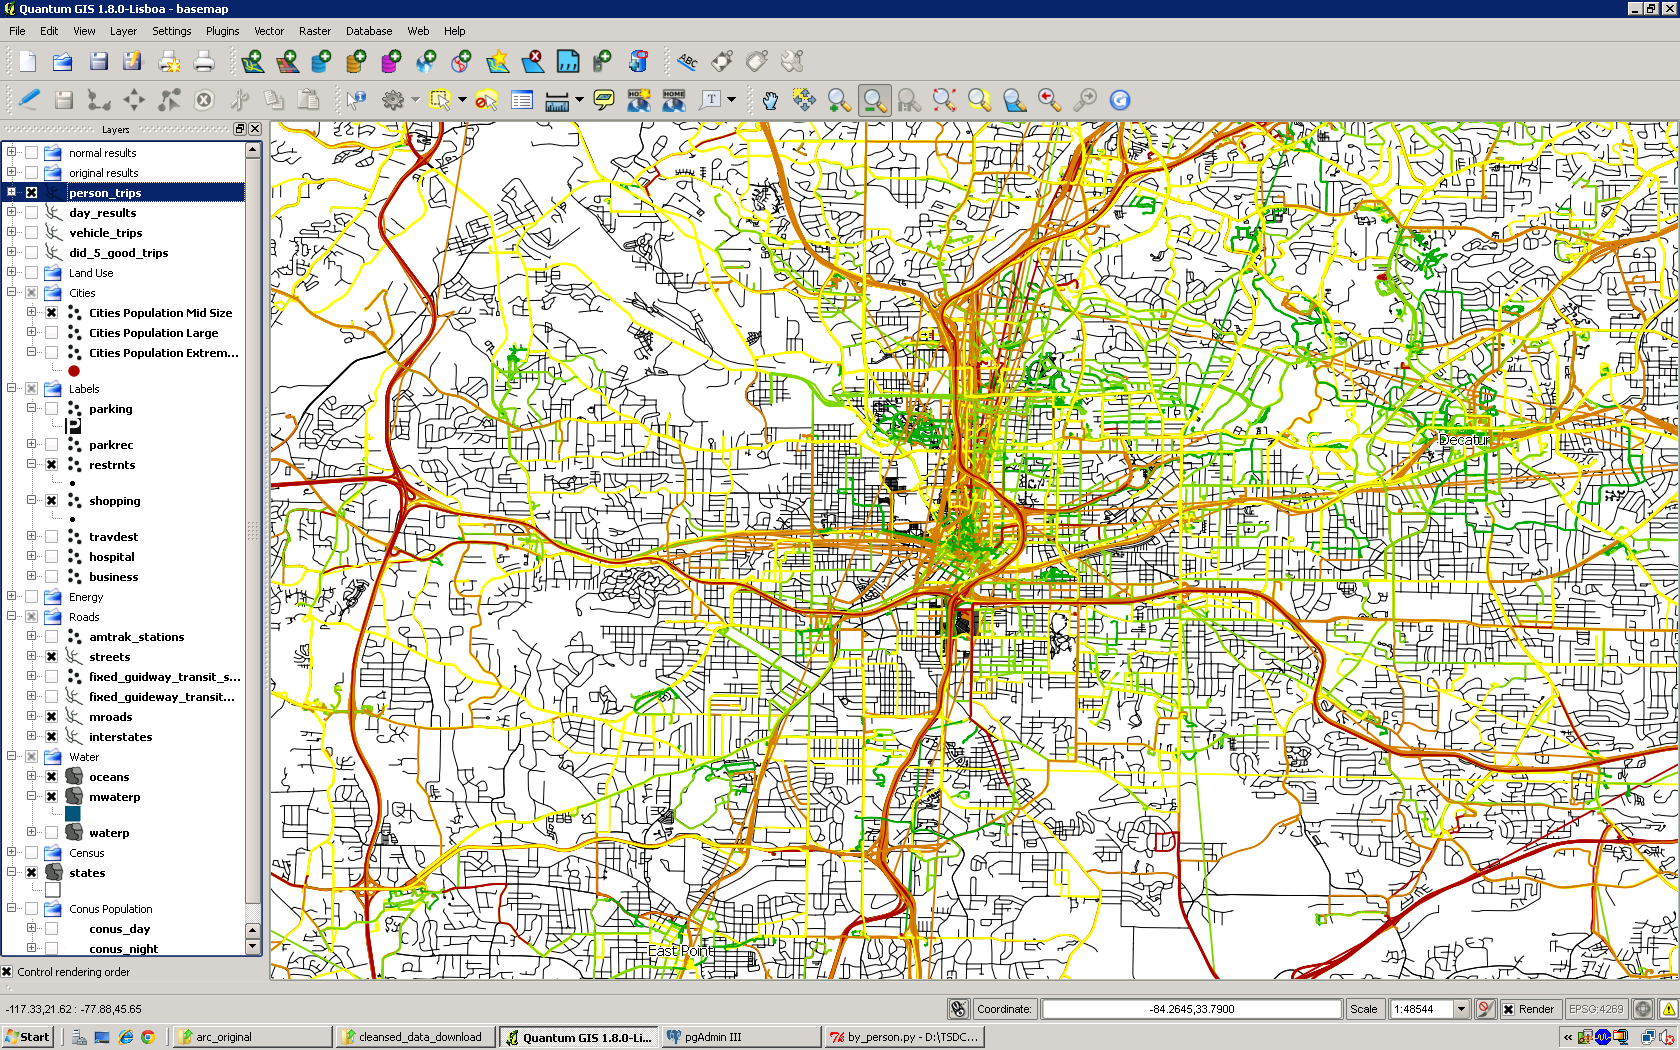 Quantum GIS 1.8.0-Lisboa - basemap
File Edit View Layer Settings Plugins Vector Raster Database Web Help
ABC
HOME
T
Layers
normal results
original results
person_trips
day_results
vehicle_trips
did_5_good_trips
Land Use
Cities
Cities Population Mid Size
Cities Population Large
Cities Population Extrem...
Labels
parking
P
parkrec
restrnts
shopping
travdest
hospital
business
Energy
Roads
amtrak_stations
streets
fixed_guidway_transit_s...
fixed_guideway_transit...
mroads
interstates
Water
oceans
mwaterp
waterp
Census
states
Conus Population
conus_day
conus_night
Control rendering order
Decatur
East Point
-117.33,21.62 : -77.88,45.65
Coordinate: -84.2645,33.7900 Scale 1:48544 Render EPSG:4269
Start arc_original cleansed_data_download Quantum GIS 1.8.0-Li... pgAdmin III by_person.py - D:\TSDC...